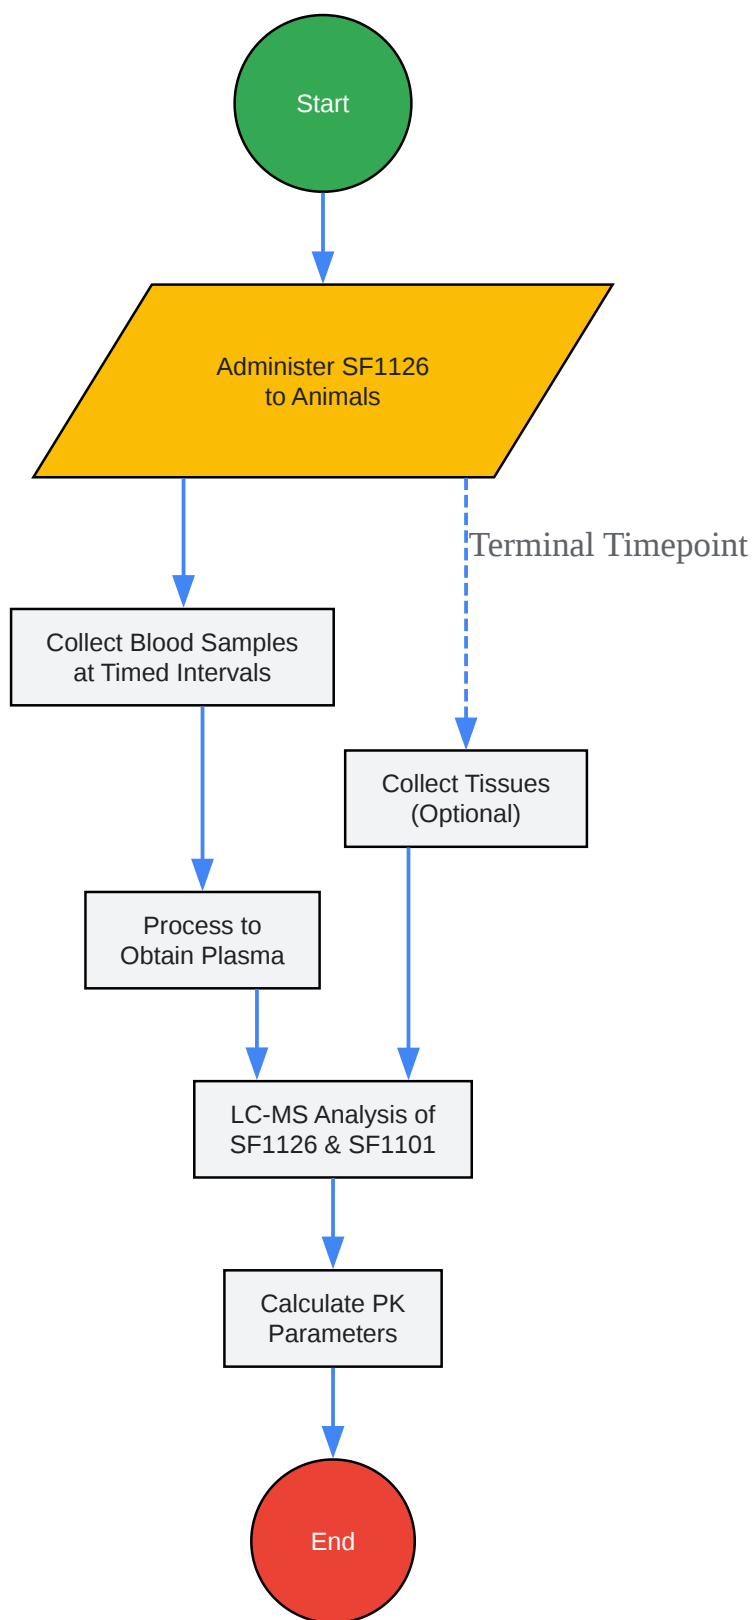 Start
Administer SF1126
to Animals
Terminal Timepoint
Collect Blood Samples
at Timed Intervals
Collect Tissues
(Optional)
Process to
Obtain Plasma
LC-MS Analysis of
SF1126 & SF1101
Calculate PK
Parameters
End